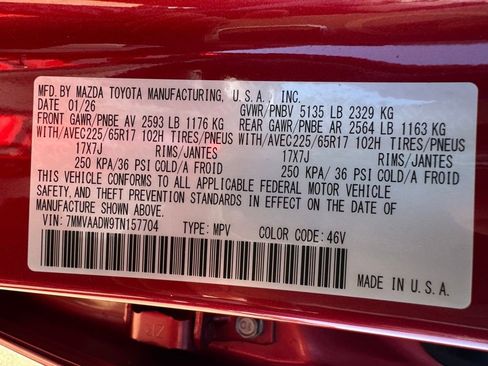 MFD. BY MAZDA TOYOTA MANUFACTURING, U.S.A., INC.
DATE 01/26 GVWR/PNBV 5135 LB 2329 KG
FRONT GAWR/PNBE AV 2593 LB 1176 KG REAR GAWR/PNBE AR 2564 LB 1163 KG
WITH/AVEC225/65R17 102H TIRES/PNEUS WITH/AVEC225/65R17 102H TIRES/PNEUS
17X7J RIMS/JANTES 17X7J RIMS/JANTES
250 KPA/36 PSI COLD/A FROID 250 KPA/36 PSI COLD/A FROID
THIS VEHICLE CONFORMS TO ALL APPLICABLE FEDERAL MOTOR VEHICLE
SAFETY, AND THEFT PREVENTION STANDARDS IN EFFECT ON THE DATE OF
MANUFACTURE SHOWN ABOVE.
VIN: 7MMVAADW9TN157704 TYPE: MPV COLOR: 46V
MADE IN U.S.A.